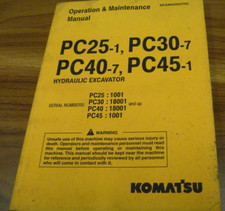 Operation & Maintenance
Manual
PC25-1, PC30-7
PC40-7, PC45-1
HYDRAULIC EXCAVATOR
SERIAL NUMBERS
PC25 : 1001
PC30 : 18001 and up
PC40 : 18001
PC45 : 1001
WARNING
Unsafe use of this machine may cause serious injury or
death. Operators and maintenance personnel must read
this manual before operating or maintaining this
machine. This manual should be kept near the machine
for reference and periodically reviewed by all personnel
who will come in contact with it.
KOMATSU